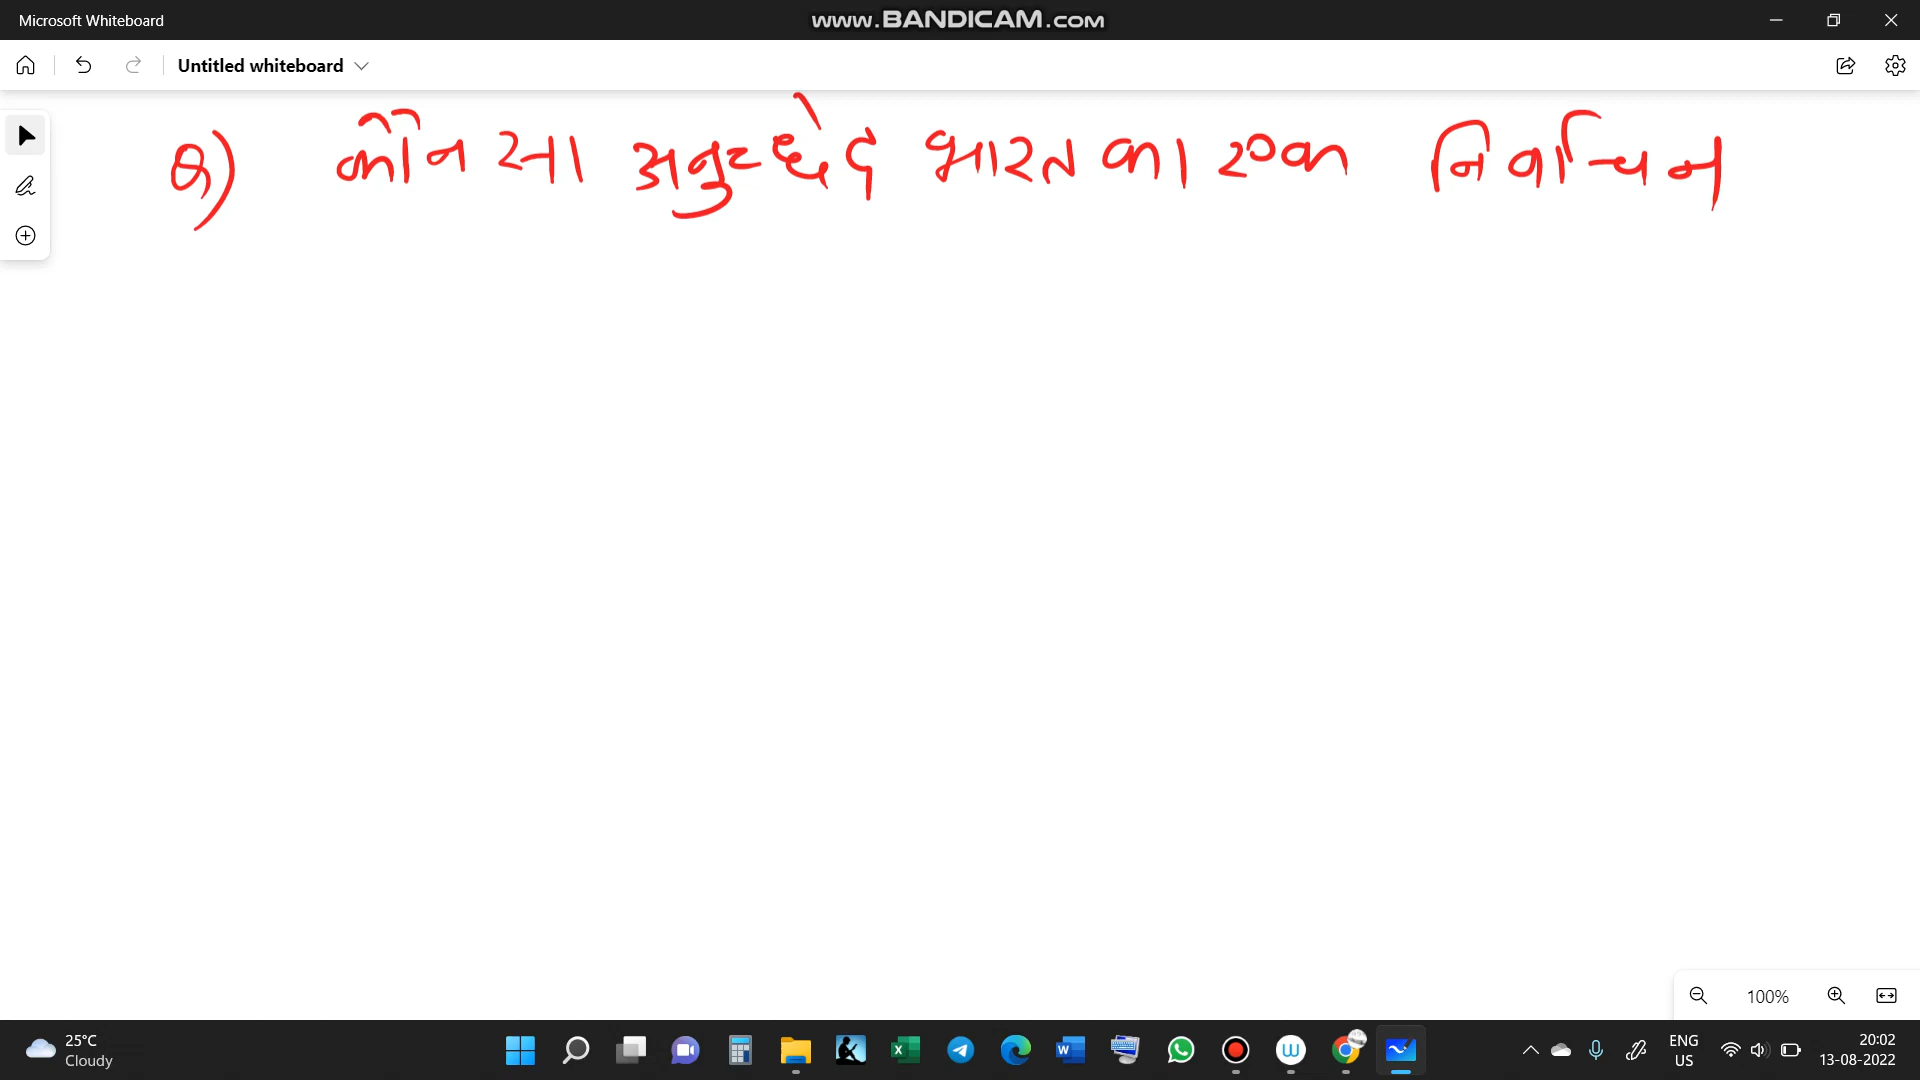 Microsoft Whiteboard
www.BANDICAM.com
Untitled whiteboard
Q) कौन सा अनुच्छेद भारत का एक निर्वाचन
100%
25°C
Cloudy
ENG
US
20:02
13-08-2022